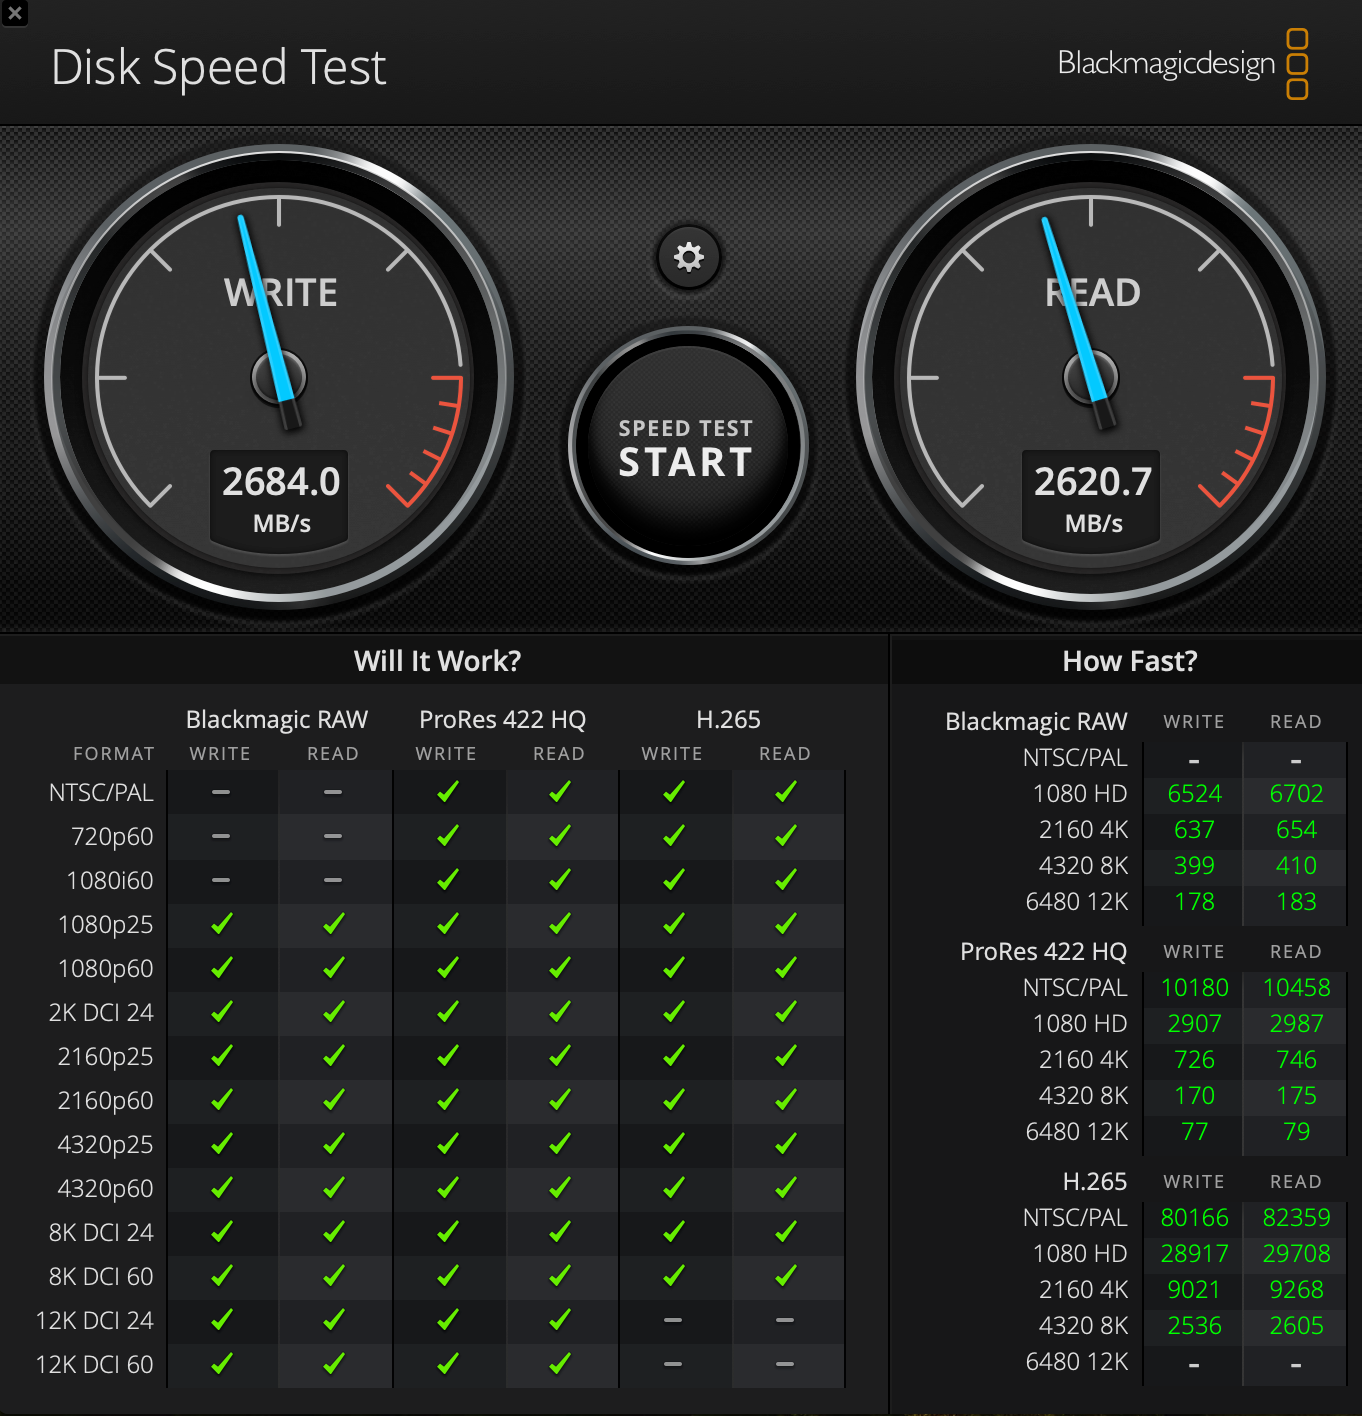 Disk Speed Test
Blackmagicdesign
WRITE
2684.0
MB/s
SPEED TEST
START
READ
2620.7
MB/s
Will It Work?
Blackmagic RAW ProRes 422 HQ H.265
FORMAT WRITE READ WRITE READ WRITE READ
NTSC/PAL – – ✓ ✓ ✓ ✓
720p60 – – ✓ ✓ ✓ ✓
1080i60 – – ✓ ✓ ✓ ✓
1080p25 ✓ ✓ ✓ ✓ ✓ ✓
1080p60 ✓ ✓ ✓ ✓ ✓ ✓
2K DCI 24 ✓ ✓ ✓ ✓ ✓ ✓
2160p25 ✓ ✓ ✓ ✓ ✓ ✓
2160p60 ✓ ✓ ✓ ✓ ✓ ✓
4320p25 ✓ ✓ ✓ ✓ ✓ ✓
4320p60 ✓ ✓ ✓ ✓ ✓ ✓
8K DCI 24 ✓ ✓ ✓ ✓ ✓ ✓
8K DCI 60 ✓ ✓ ✓ ✓ ✓ ✓
12K DCI 24 ✓ ✓ ✓ ✓ – –
12K DCI 60 ✓ ✓ ✓ ✓ – –
How Fast?
Blackmagic RAW WRITE READ
NTSC/PAL - -
1080 HD 6524 6702
2160 4K 637 654
4320 8K 399 410
6480 12K 178 183
ProRes 422 HQ WRITE READ
NTSC/PAL 10180 10458
1080 HD 2907 2987
2160 4K 726 746
4320 8K 170 175
6480 12K 77 79
H.265 WRITE READ
NTSC/PAL 80166 82359
1080 HD 28917 29708
2160 4K 9021 9268
4320 8K 2536 2605
6480 12K - -